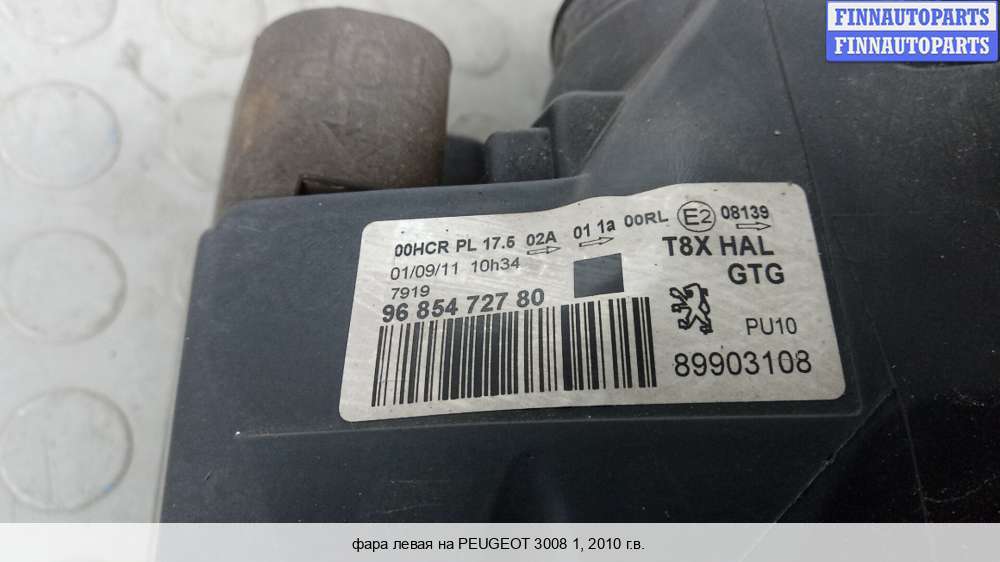 FINNAUTOPARTS
FINNAUTOPARTS
00HCR PL 17.5 02A 01 1a 00RL E2 08139
01/09/11 10h34
7919
96 854 727 80
T8X HAL
GTG
PU10
89903108
фара левая на PEUGEOT 3008 1, 2010 г.в.